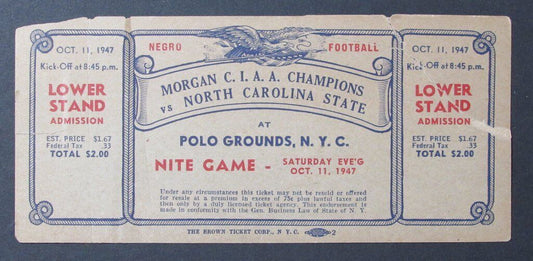 OCT. 11, 1947
Kick-Off at 8:45 p.m.
LOWER
STAND
ADMISSION
EST. PRICE $1.67
Federal Tax .33
TOTAL $2.00
NEGRO FOOTBALL
MORGAN C. I. A. A. CHAMPIONS
vs NORTH CAROLINA STATE
AT
POLO GROUNDS, N. Y. C.
NITE GAME - SATURDAY EVE'G
OCT. 11, 1947
Under any circumstances this ticket may not be resold or offered
for resale at a premium in excess of 75c plus lawful taxes and
then only by a duly licensed ticket agency. This endorsement is
made in conformity with the Gen. Business Law of State of N. Y.
THE BROWN TICKET CORP., N. Y. C. 2
OCT. 11, 1947
Kick-Off at 8:45 p.m.
LOWER
STAND
ADMISSION
EST. PRICE $1.67
Federal Tax .33
TOTAL $2.00